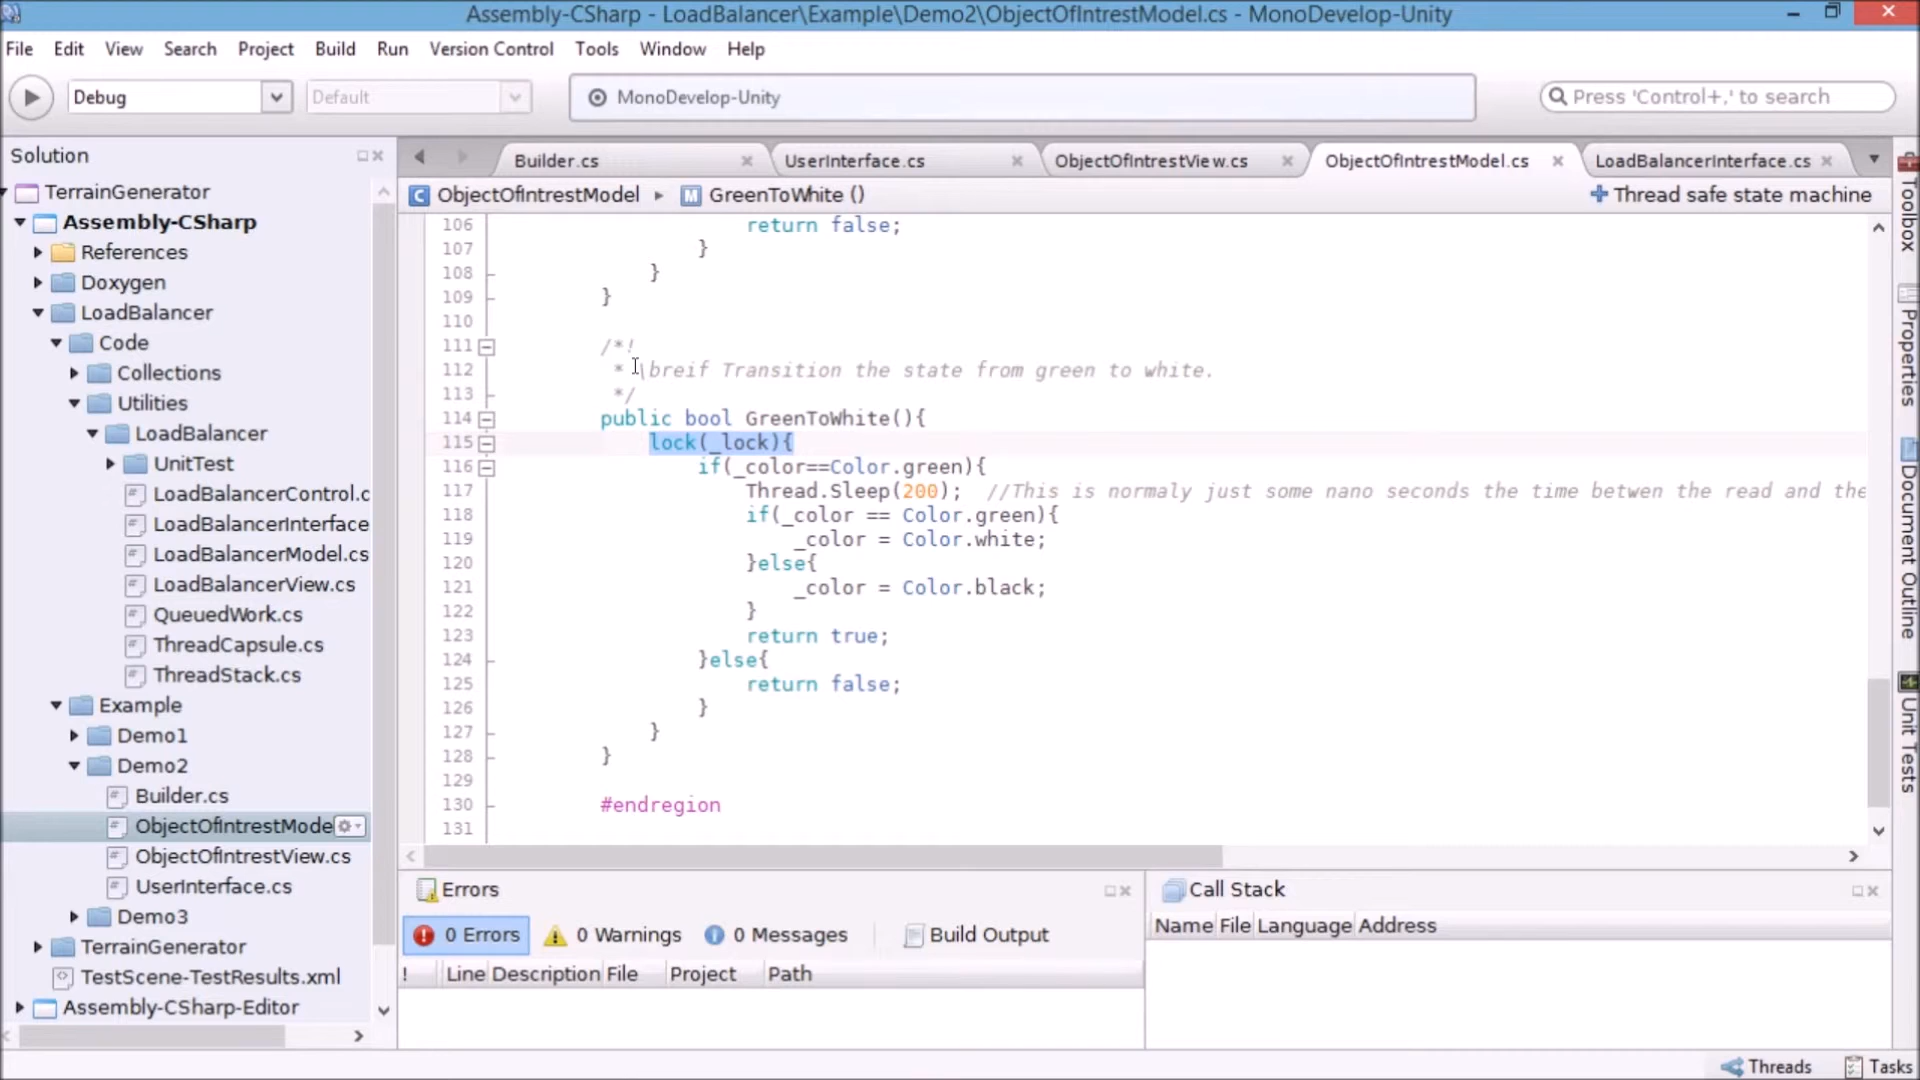 Assembly-CSharp - LoadBalancer\Example\Demo2\ObjectOfIntrestModel.cs - MonoDevelop-Unity
File Edit View Search Project Build Run Version Control Tools Window Help
Debug Default MonoDevelop-Unity Press 'Control+,' to search
Solution
TerrainGenerator
Assembly-CSharp
References
Doxygen
LoadBalancer
Code
Collections
Utilities
LoadBalancer
UnitTest
LoadBalancerControl.c
LoadBalancerInterface
LoadBalancerModel.cs
LoadBalancerView.cs
QueuedWork.cs
ThreadCapsule.cs
ThreadStack.cs
Example
Demo1
Demo2
Builder.cs
ObjectOfIntrestMode
ObjectOfIntrestView.cs
UserInterface.cs
Demo3
TerrainGenerator
TestScene-TestResults.xml
Assembly-CSharp-Editor
Builder.cs UserInterface.cs ObjectOfIntrestView.cs ObjectOfIntrestModel.cs LoadBalancerInterface.cs
ObjectOfIntrestModel GreenToWhite () Thread safe state machine
106 return false;
107 }
108 }
109 }
110
111 /*!
112 * \breif Transition the state from green to white.
113 */
114 public bool GreenToWhite(){
115 lock(_lock){
116 if(_color==Color.green){
117 Thread.Sleep(200); //This is normaly just some nano seconds the time betwen the read and the
118 if(_color == Color.green){
119 _color = Color.white;
120 }else{
121 _color = Color.black;
122 }
123 return true;
124 }else{
125 return false;
126 }
127 }
128 }
129
130 #endregion
131
Toolbox
Properties
Document Outline
Unit Tests
Errors
0 Errors 0 Warnings 0 Messages Build Output
! Line Description File Project Path
Call Stack
Name File Language Address
Threads Tasks